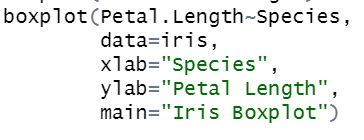 boxplot(Petal.Length~Species,
        data=iris,
        xlab="Species",
        ylab="Petal Length",
        main="Iris Boxplot")